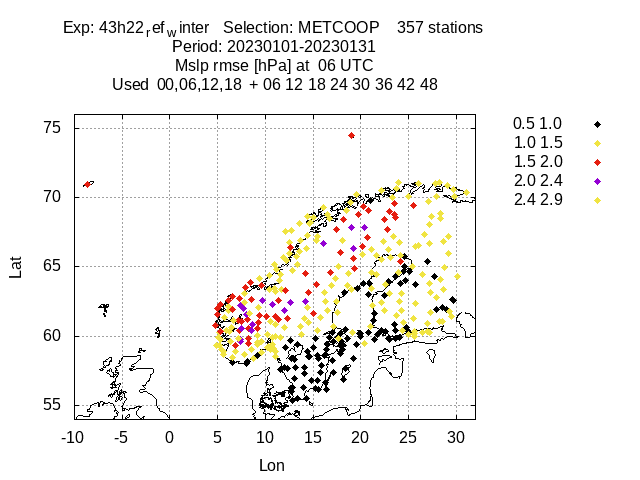 Exp: 43h22ref winter Selection: METCOOP 357 stations
Period: 20230101-20230131
Mslp rmse [hPa] at 06 UTC
Used 00,06,12,18 + 06 12 18 24 30 36 42 48
0.5 1.0
1.0 1.5
1.5 2.0
2.0 2.4
2.4 2.9
75
70
65
60
55
Lat
-10 -5 0 5 10 15 20 25 30
Lon